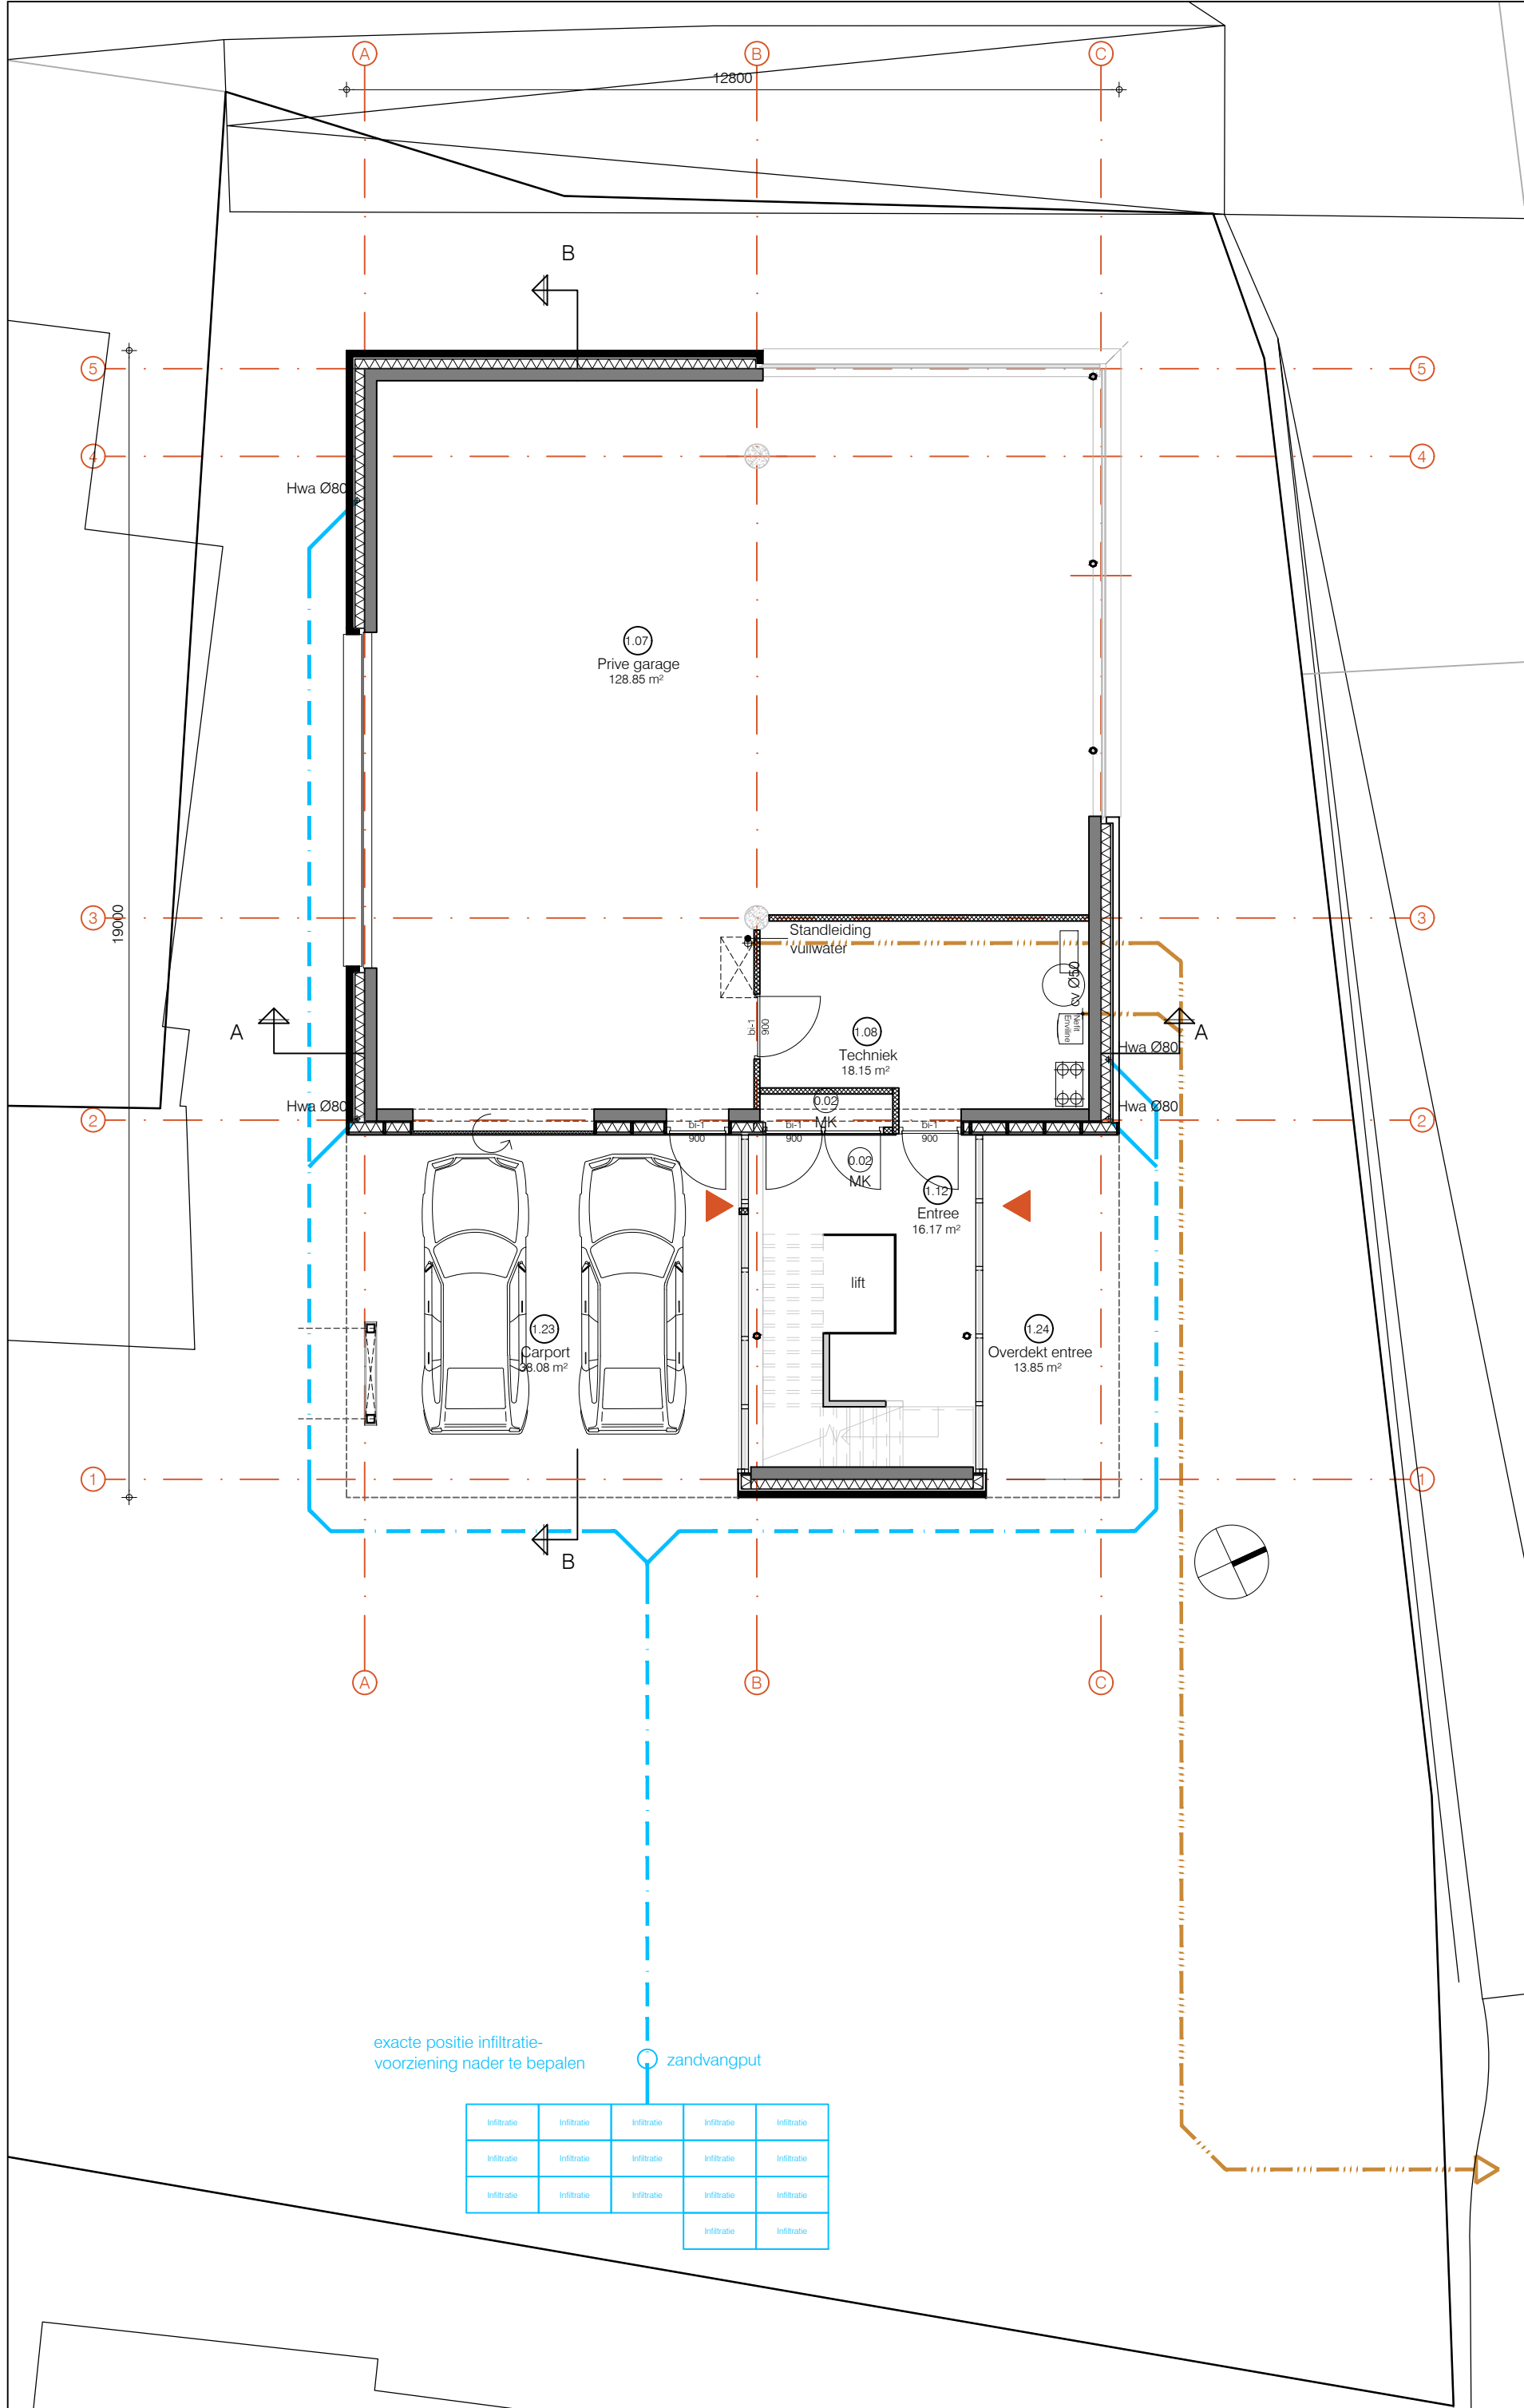 A
B
C
12800
B
5
5
4
4
Hwa Ø80
1.07
Prive garage
128.85 m²
19000
3
3
Standleiding
vuilwater
cv Ø50
Nefit
Enviline
bi-1
900
1.08
Techniek
18.15 m²
A
A
Hwa Ø80
Hwa Ø80
0.02
MK
Hwa Ø80
2
2
bi-1
900
bi-1
900
bi-1
900
0.02
MK
1.12
Entree
16.17 m²
lift
1.23
Carport
38.08 m²
1.24
Overdekt entree
13.85 m²
1
1
B
A
B
C
exacte positie infiltratie-
voorziening nader te bepalen
zandvangput
Infiltratie Infiltratie Infiltratie Infiltratie Infiltratie
Infiltratie Infiltratie Infiltratie Infiltratie Infiltratie
Infiltratie Infiltratie Infiltratie Infiltratie Infiltratie
Infiltratie Infiltratie